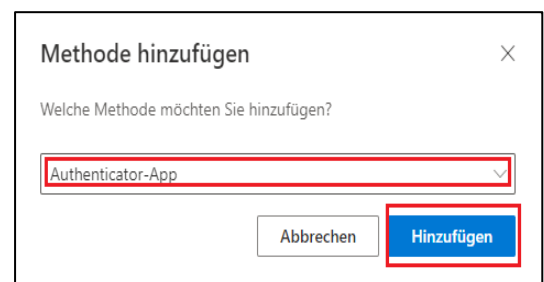 Methode hinzufügen
Welche Methode möchten Sie hinzufügen?
Authenticator-App
Abbrechen
Hinzufügen